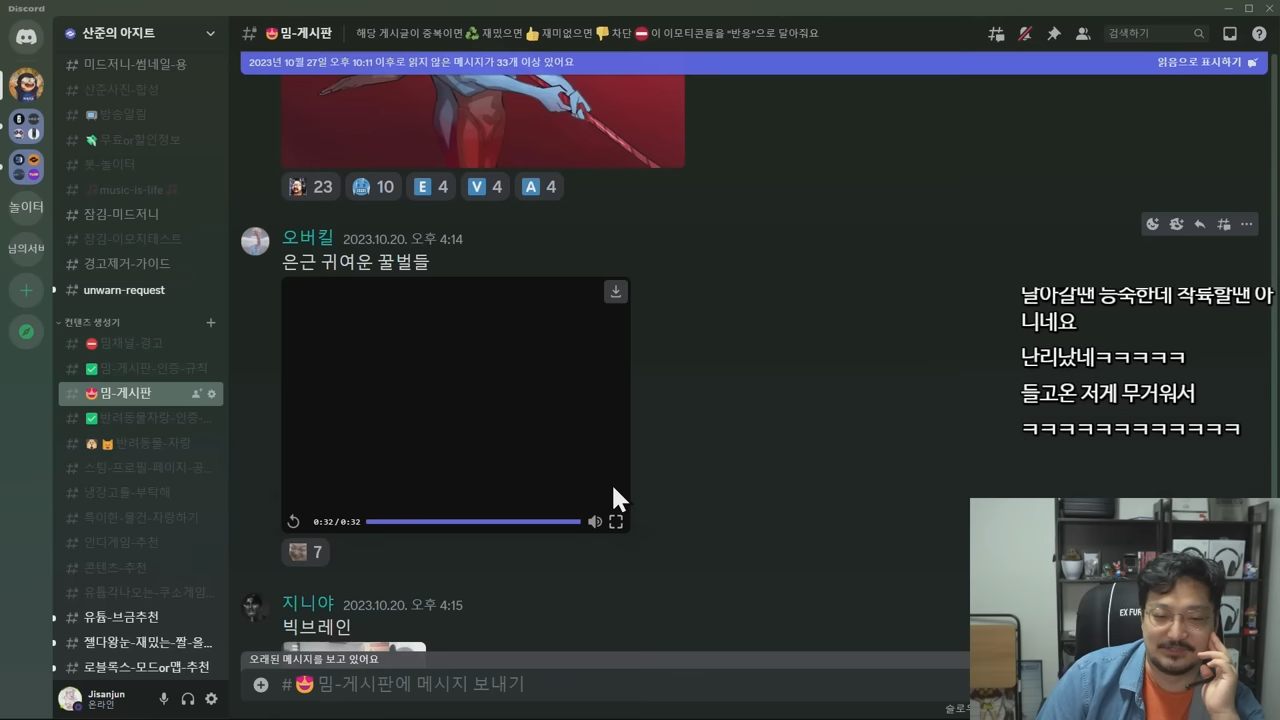 Discord
산준의 아지트
😍밈-게시판
해당 게시글이 중복이면 ♻ 재밌으면 👍 재미없으면 👎 차단 ⛔ 이 이모티콘들을 "반응"으로 달아줘요
검색하기
2023년 10월 27일 오후 10:11 이후로 읽지 않은 메시지가 33개 이상 있어요
읽음으로 표시하기
미드저니-썸네일-용
산준사진-합성
방송알림
무료or할인정보
봇-놀이터
music-is-life
잠김-미드저니
잠김-이모지테스트
경고제거-가이드
unwarn-request
컨텐츠 생성기
밈채널-경고
밈-게시판-인증-규칙
밈-게시판
반려동물자랑-인증-...
반려동물-자랑
스팀-프로필-페이지-공...
냉장고를-부탁해
특이한-물건-자랑하기
인디게임-추천
콘텐츠-추천
유튭각나오는-쿠소게임...
유튭-브금추천
젤다왕눈-재밌는-짤-올...
로블록스-모드or맵-추천
놀이터
님의서버
Jisanjun
온라인
23
10
E 4
V 4
A 4
오버킬 2023.10.20. 오후 4:14
은근 귀여운 꿀벌들
0:32/0:32
7
지니야 2023.10.20. 오후 4:15
빅브레인
오래된 메시지를 보고 있어요
#😍밈-게시판에 메시지 보내기
날아갈땐 능숙한데 착륙할땐 아
니네요
난리났네ㅋㅋㅋㅋㅋ
들고온 저게 무거워서
ㅋㅋㅋㅋㅋㅋㅋㅋㅋㅋㅋㅋ